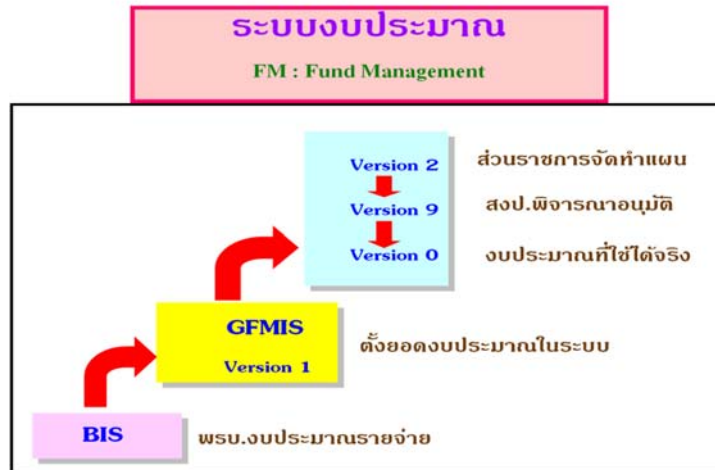 ระบบงบประมาณ
FM : Fund Management
Version 2 ส่วนราชการจัดทำแผน
Version 9 สงป.พิจารณาอนุมัติ
Version 0 งบประมาณที่ใช้ได้จริง
GFMIS
Version 1 ตั้งยอดงบประมาณในระบบ
BIS พรบ.งบประมาณรายจ่าย